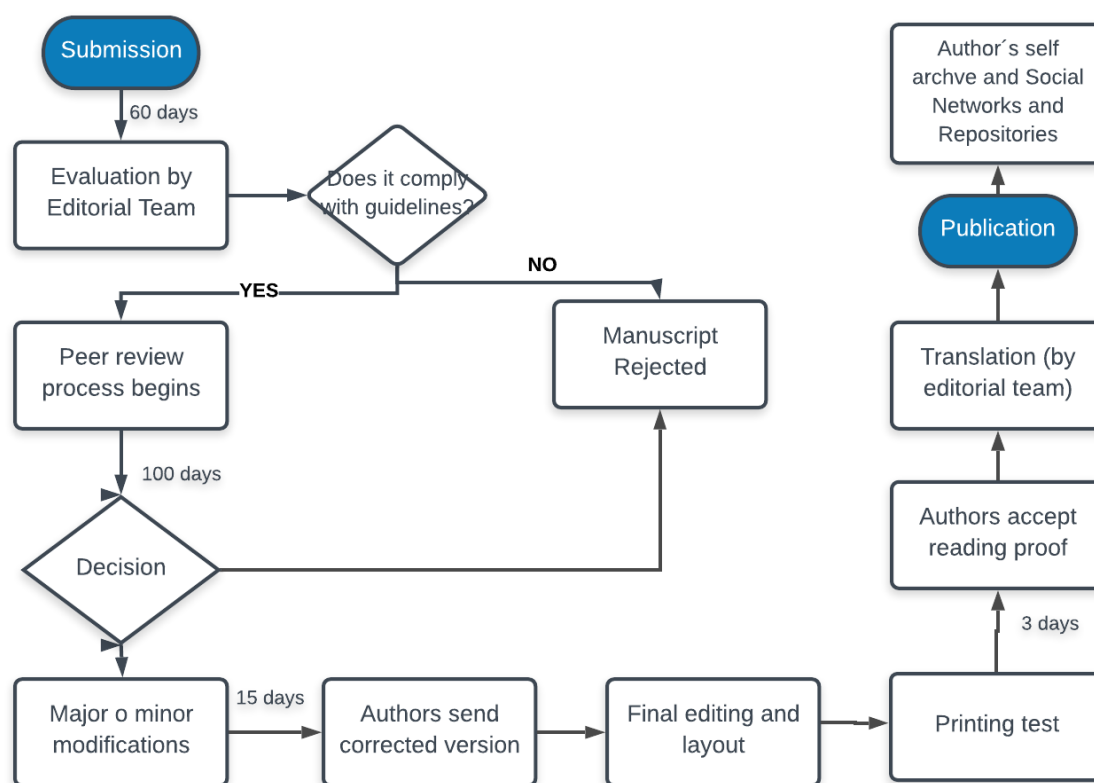 Submission
60 days
Evaluation by
Editorial Team
Does it comply
with guidelines?
YES
NO
Peer review
process begins
Manuscript
Rejected
100 days
Decision
Major o minor
modifications
15 days
Authors send
corrected version
Final editing and
layout
Printing test
3 days
Authors accept
reading proof
Translation (by
editorial team)
Publication
Author´s self
archve and Social
Networks and
Repositories